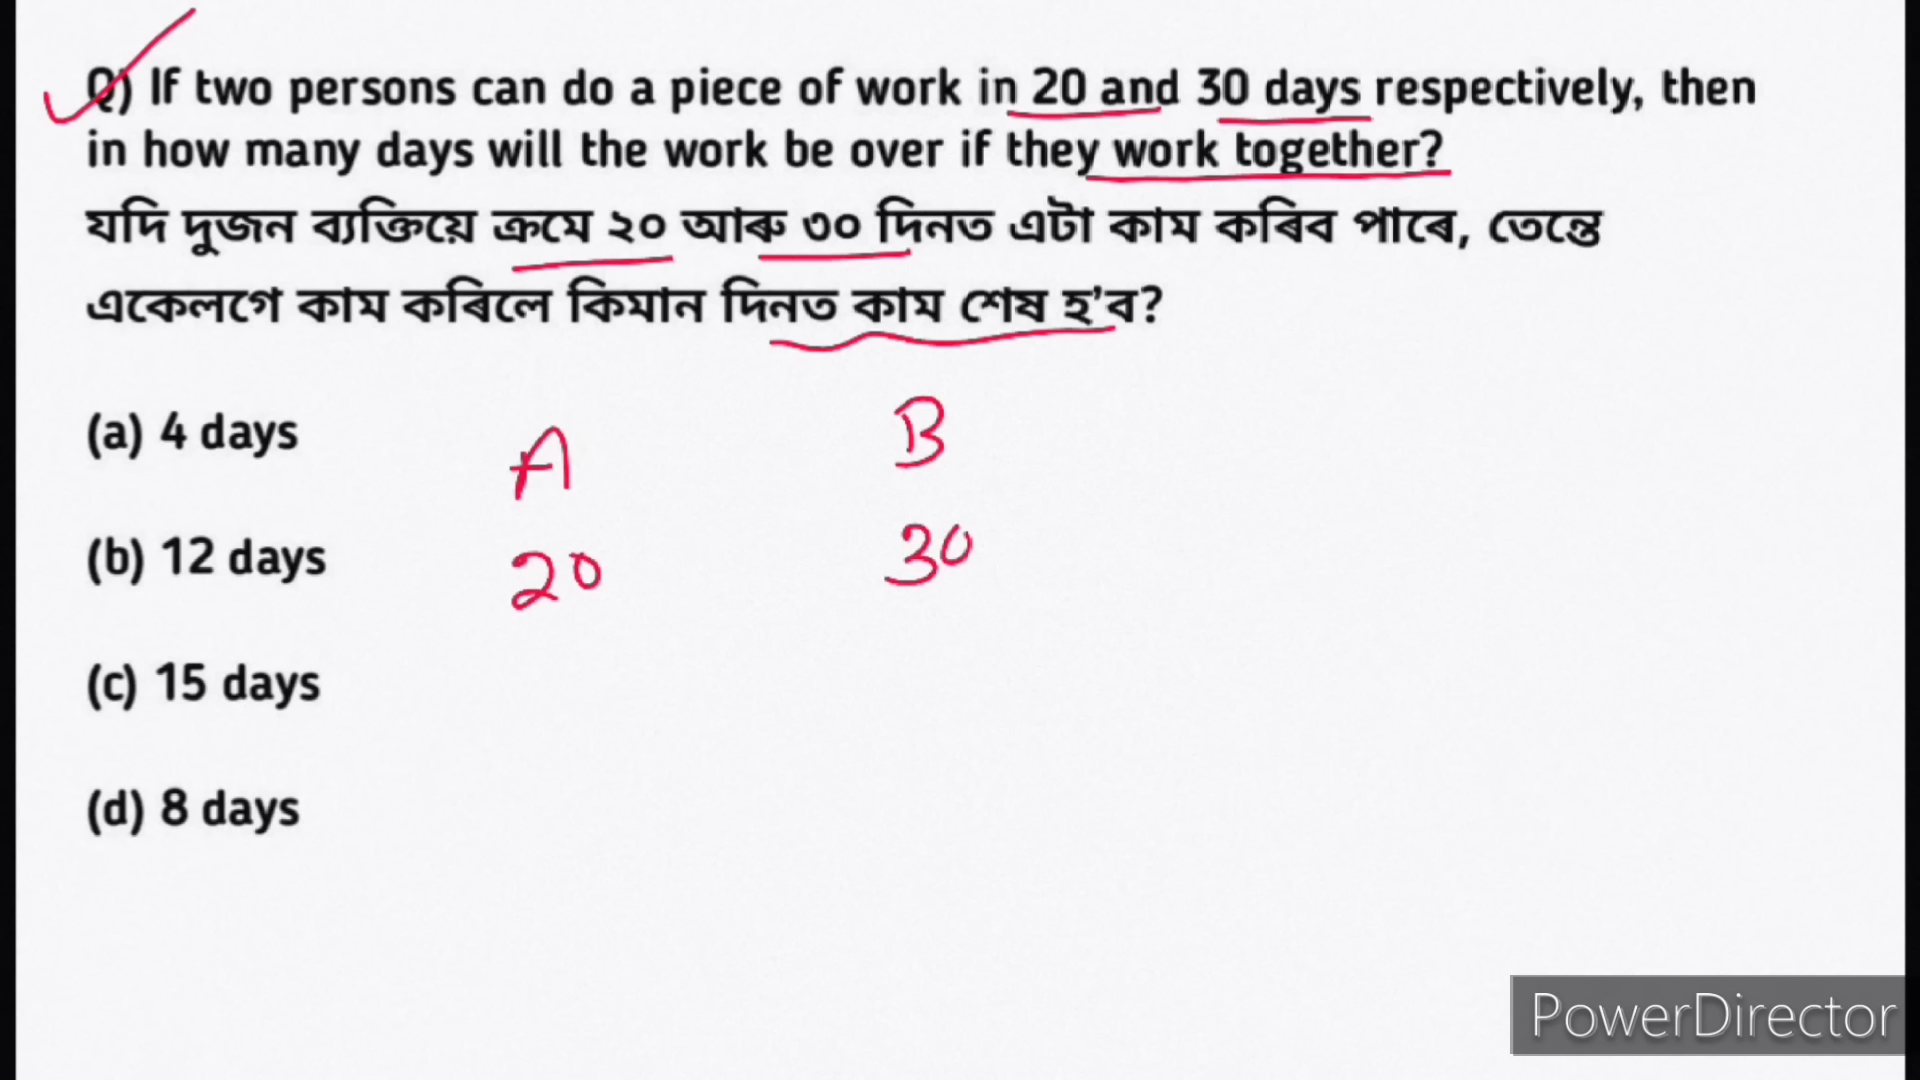 Q) If two persons can do a piece of work in 20 and 30 days respectively, then
in how many days will the work be over if they work together?
যদি দুজন ব্যক্তিয়ে ক্ৰমে ২০ আৰু ৩০ দিনত এটা কাম কৰিব পাৰে, তেন্তে
একেলগে কাম কৰিলে কিমান দিনত কাম শেষ হ’ব?
(a) 4 days
A B
(b) 12 days
20 30
(c) 15 days
(d) 8 days
PowerDirector